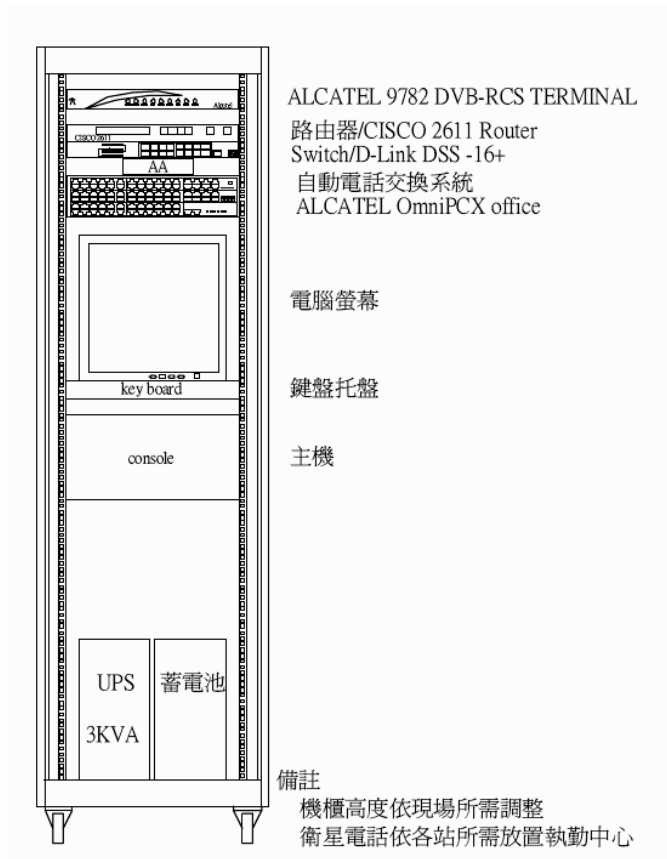 ALCATEL 9782 DVB-RCS TERMINAL
Alcatel
路由器/CISCO 2611 Router
CISCO 2611
Switch/D-Link DSS -16+
AA
自動電話交換系統
ALCATEL OmniPCX office
電腦螢幕
key board
鍵盤托盤
console
主機
UPS
3KVA
蓄電池
備註
機櫃高度依現場所需調整
衛星電話依各站所需放置執勤中心